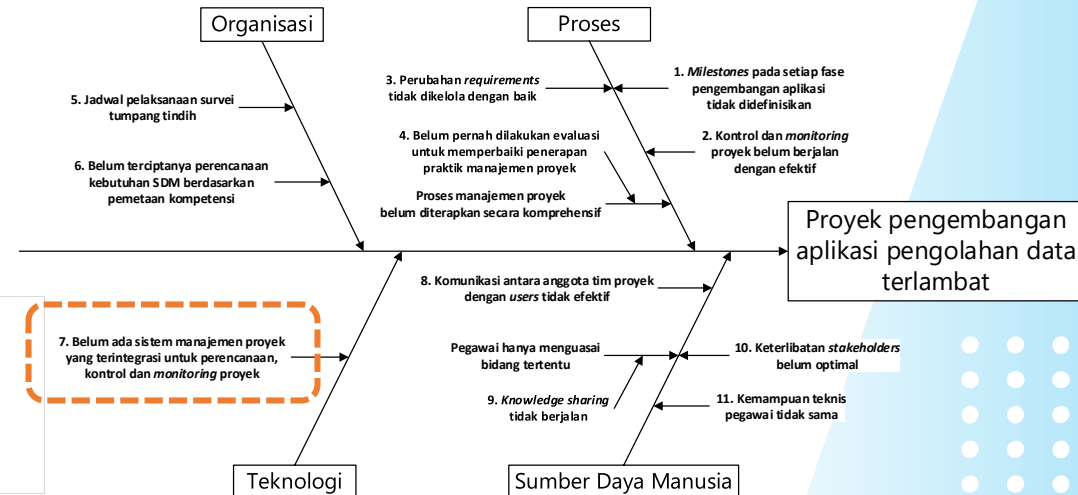 Organisasi
Proses
3. Perubahan requirements
tidak dikelola dengan baik
1. Milestones pada setiap fase
pengembangan aplikasi
tidak didefinisikan
5. Jadwal pelaksanaan survei
tumpang tindih
4. Belum pernah dilakukan evaluasi
untuk memperbaiki penerapan
praktik manajemen proyek
2. Kontrol dan monitoring
proyek belum berjalan
dengan efektif
6. Belum terciptanya perencanaan
kebutuhan SDM berdasarkan
pemetaan kompetensi
Proses manajemen proyek
belum diterapkan secara komprehensif
Proyek pengembangan
aplikasi pengolahan data
terlambat
8. Komunikasi antara anggota tim proyek
dengan users tidak efektif
7. Belum ada sistem manajemen proyek
yang terintegrasi untuk perencanaan,
kontrol dan monitoring proyek
Pegawai hanya menguasai
bidang tertentu
10. Keterlibatan stakeholders
belum optimal
9. Knowledge sharing
tidak berjalan
11. Kemampuan teknis
pegawai tidak sama
Teknologi
Sumber Daya Manusia